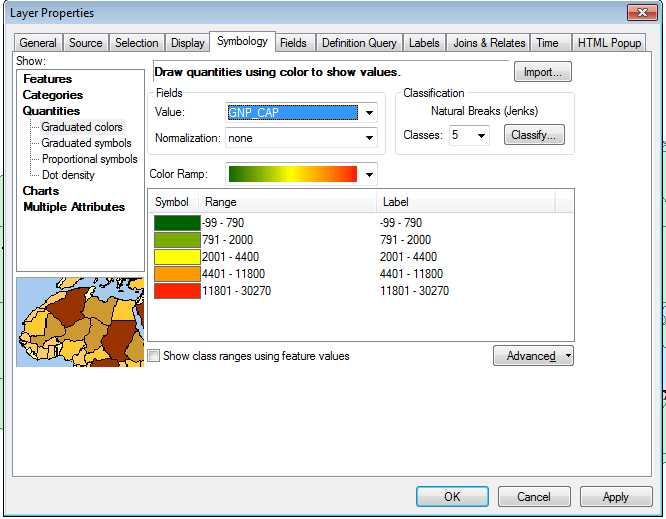 Layer Properties
General Source Selection Display Symbology Fields Definition Query Labels Joins & Relates Time HTML Popup
Show:
Features
Categories
Quantities
Graduated colors
Graduated symbols
Proportional symbols
Dot density
Charts
Multiple Attributes
Draw quantities using color to show values.
Import...
Fields
Value: GNP_CAP
Normalization: none
Classification
Natural Breaks (Jenks)
Classes: 5 Classify...
Color Ramp:
Symbol Range Label
-99 - 790 -99 - 790
791 - 2000 791 - 2000
2001 - 4400 2001 - 4400
4401 - 11800 4401 - 11800
11801 - 30270 11801 - 30270
Show class ranges using feature values
Advanced
OK Cancel Apply